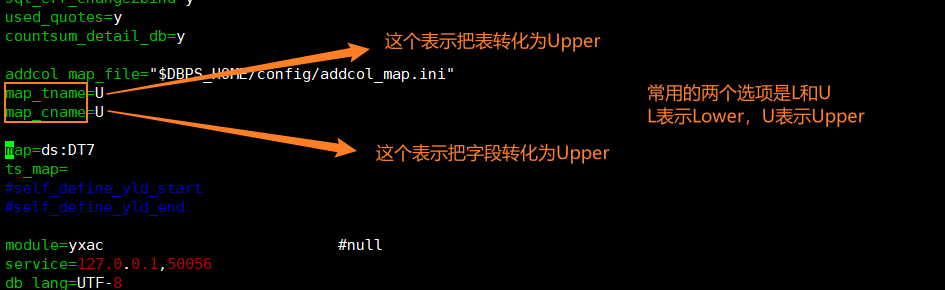 used_quotes=y
countsum_detail_db=y
这个表示把表转化为Upper
addcol_map_file="$DBPS_HOME/config/addcol_map.ini"
map_tname=U
map_cname=U
常用的两个选项是L和U
L表示Lower，U表示Upper
map=ds:DT7
这个表示把字段转化为Upper
ts_map=
#self_define_yld_start
#self_define_yld_end
module=yxac #null
service=127.0.0.1,50056
db_lang=UTF-8